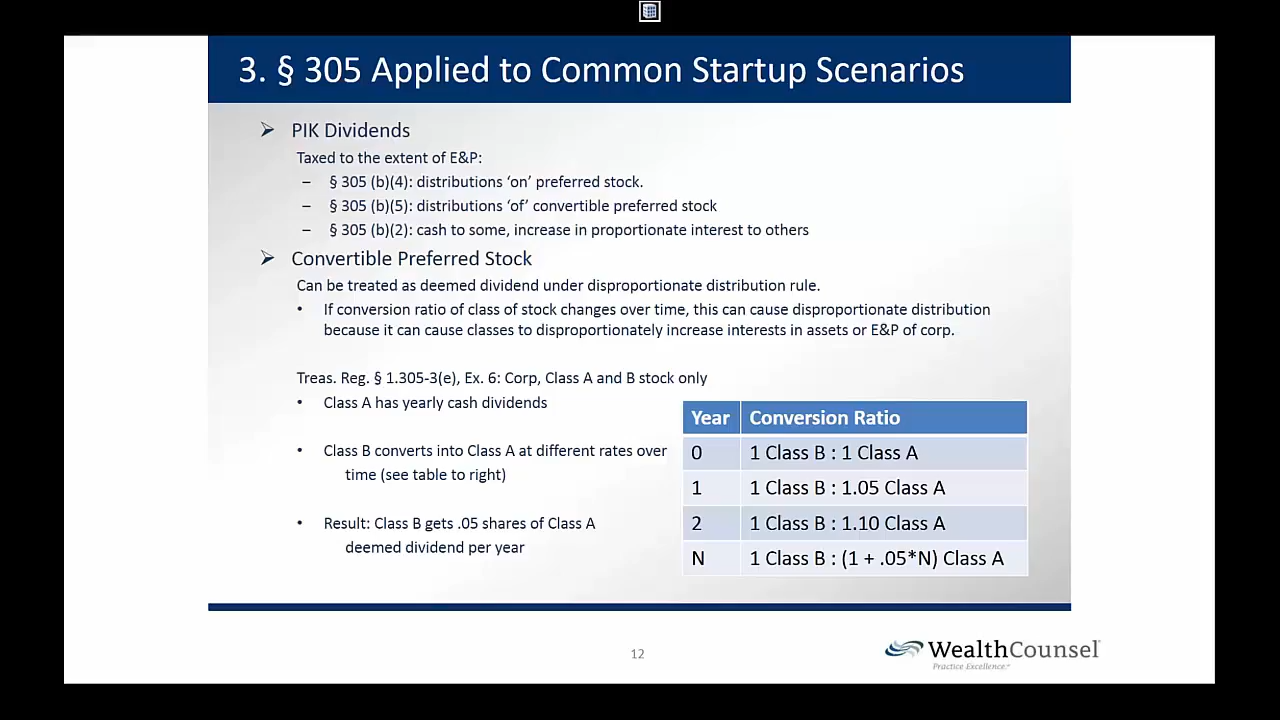 3. § 305 Applied to Common Startup Scenarios
➢ PIK Dividends
Taxed to the extent of E&P:
– § 305 (b)(4): distributions ‘on’ preferred stock.
– § 305 (b)(5): distributions ‘of’ convertible preferred stock
– § 305 (b)(2): cash to some, increase in proportionate interest to others
➢ Convertible Preferred Stock
Can be treated as deemed dividend under disproportionate distribution rule.
• If conversion ratio of class of stock changes over time, this can cause disproportionate distribution
because it can cause classes to disproportionately increase interests in assets or E&P of corp.
Treas. Reg. § 1.305-3(e), Ex. 6: Corp, Class A and B stock only
• Class A has yearly cash dividends
• Class B converts into Class A at different rates over
time (see table to right)
• Result: Class B gets .05 shares of Class A
deemed dividend per year
Year Conversion Ratio
0 1 Class B : 1 Class A
1 1 Class B : 1.05 Class A
2 1 Class B : 1.10 Class A
N 1 Class B : (1 + .05*N) Class A
12
WealthCounsel
Practice Excellence.